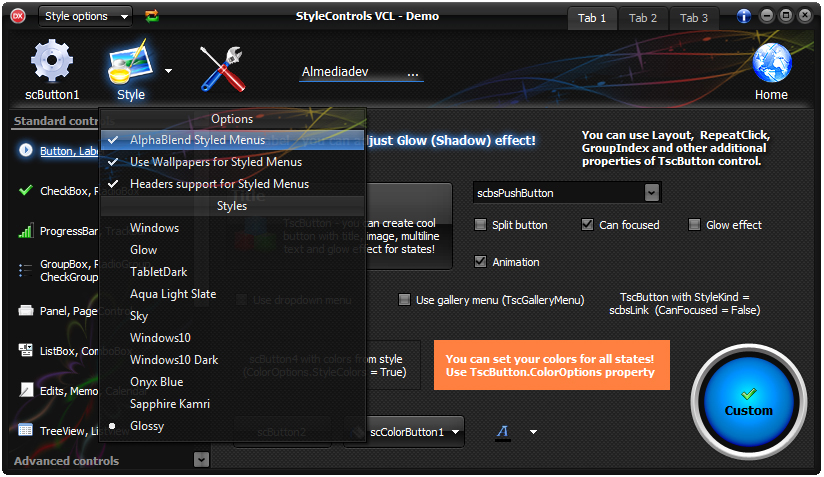 Style options
StyleControls VCL - Demo
Tab 1
Tab 2
Tab 3
scButton1
Style
Almediadev
...
Home
Standard contr
Options
AlphaBlend Styled Menus
Use Wallpapers for Styled Menus
Headers support for Styled Menus
Styles
Windows
Glow
TabletDark
Aqua Light Slate
Sky
Windows10
Windows10 Dark
Onyx Blue
Sapphire Kamri
Glossy
Button, Labe
CheckBox, R
ProgressBar, Tra
GroupBox, RadioGroup
CheckGroup
Panel, PageContr
ListBox, ComboBo
Edits, Memo, Calen
TreeView, Li
Advanced controls
djust Glow (Shadow) effect!
You can use Layout, RepeatClick,
GroupIndex and other additional
properties of TscButton control.
Title
TscButton - you can create cool
button with title, image, multiline
text and glow effect for states!
scbsPushButton
Split button
Can focused
Glow effect
Animation
Use dropdown menu
Use gallery menu (TscGalleryMenu)
TscButton with StyleKind =
scbsLink (CanFocused = False)
scButton4 with colors from style
(ColorOptions.StyleColors = True)
You can set your colors for all states!
Use TscButton.ColorOptions property
Custom
scButton2
scColorButton1
A